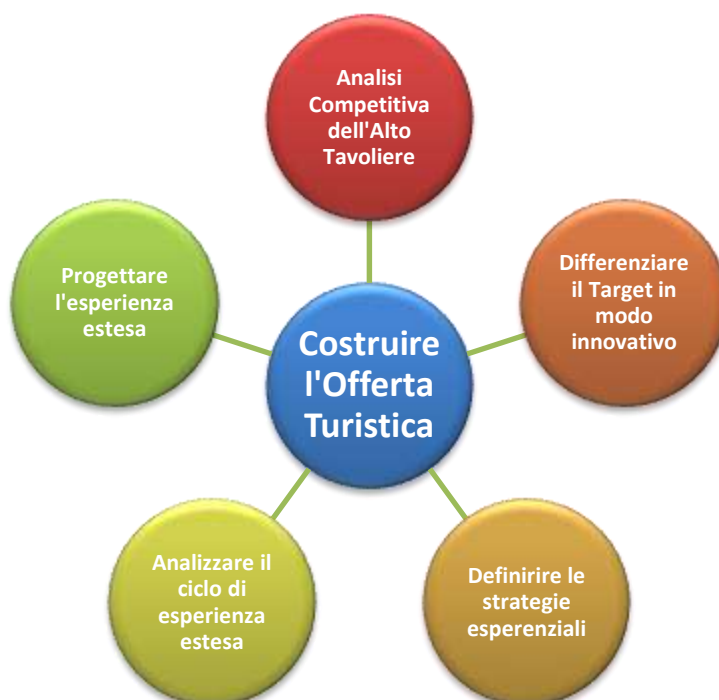 Analisi
Competitiva
dell'Alto
Tavoliere
Differenziare
il Target in
modo
innovativo
Definirire le
strategie
esperenziali
Analizzare il
ciclo di
esperienza
estesa
Progettare
l'esperienza
estesa
Costruire
l'Offerta
Turistica